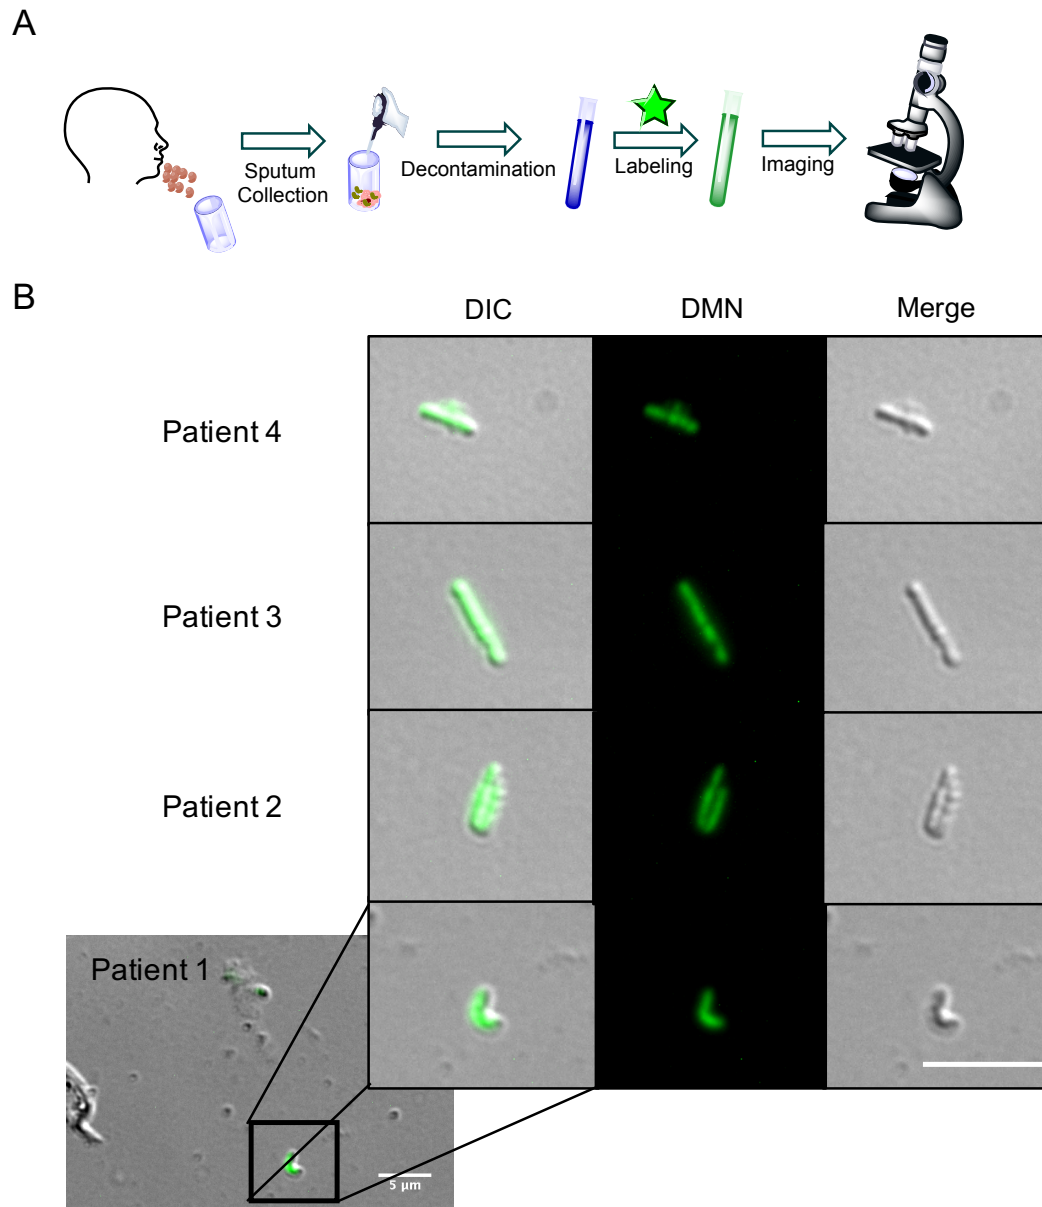 A
Sputum
Collection
Decontamination
Labeling
Imaging
B
DIC
DMN
Merge
Patient 4
Patient 3
Patient 2
Patient 1
5 µm